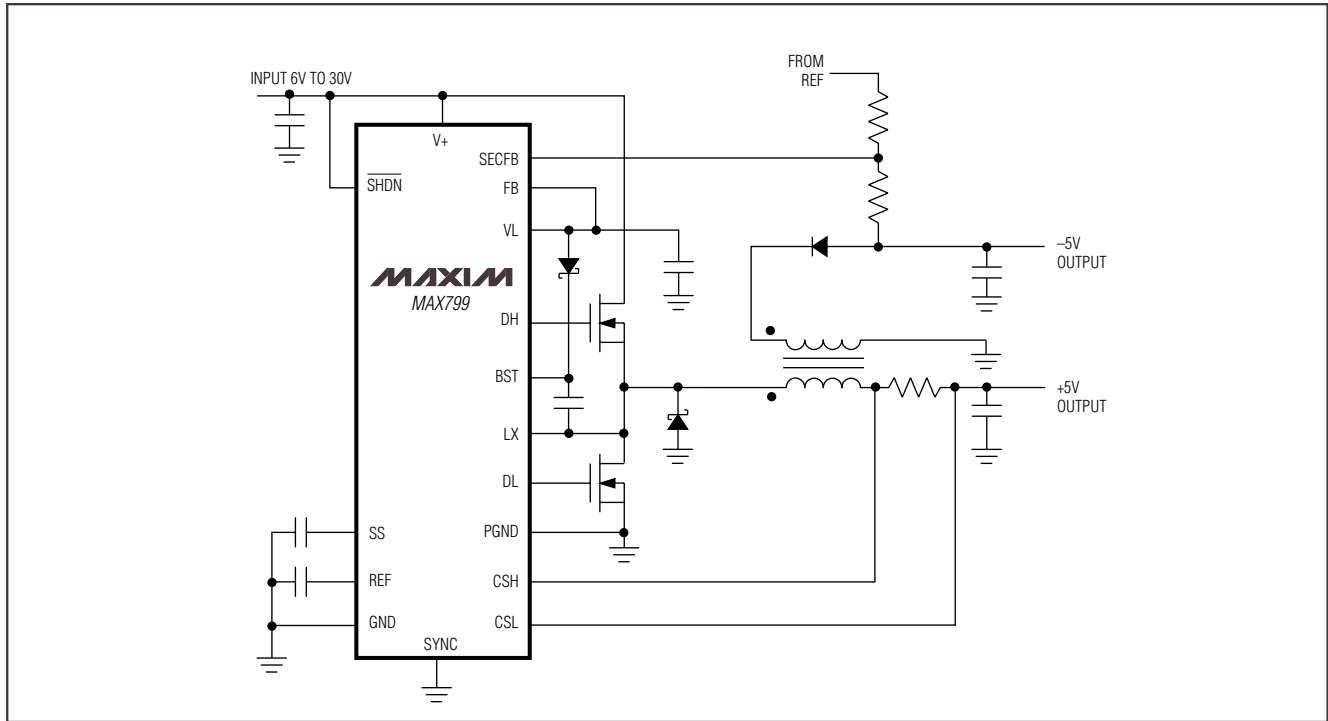 INPUT 6V TO 30V
FROM
REF
V+
SECFB
SHDN
FB
VL
–5V
OUTPUT
MAXIM
MAX799
DH
BST
+5V
OUTPUT
LX
DL
SS
PGND
REF
CSH
GND
CSL
SYNC